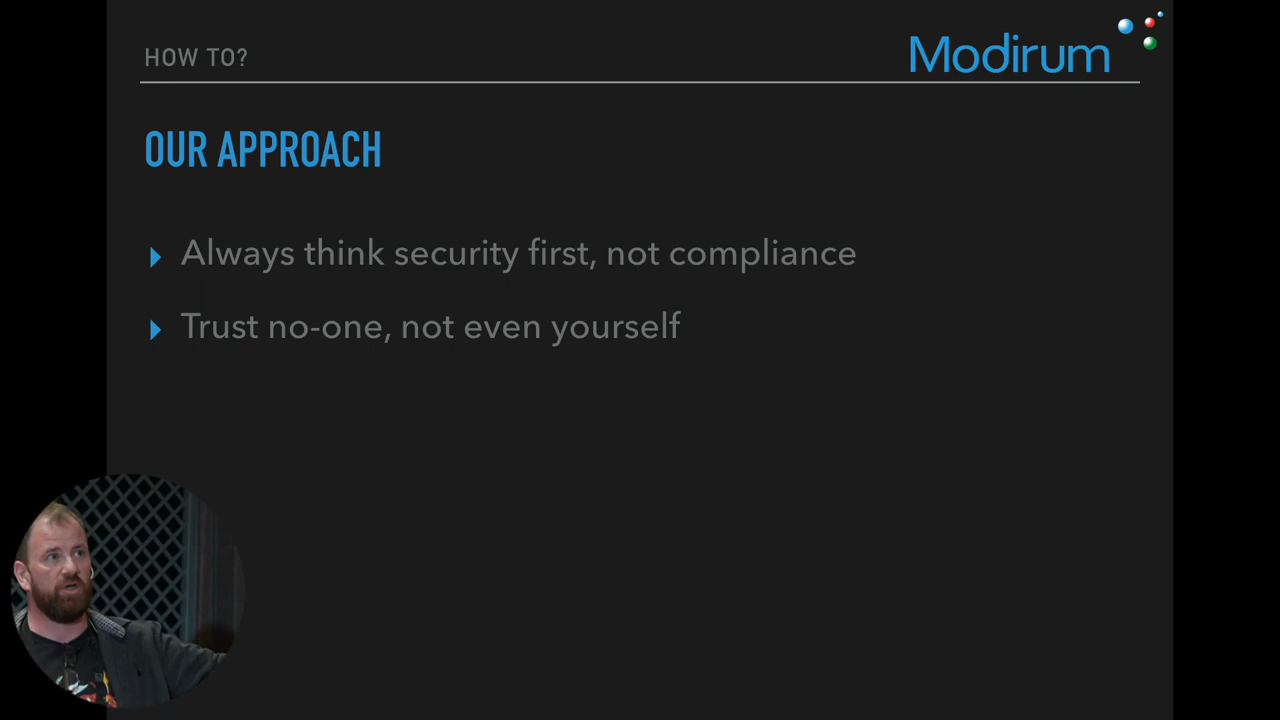 HOW TO?
Modirum
OUR APPROACH
Always think security first, not compliance
Trust no-one, not even yourself